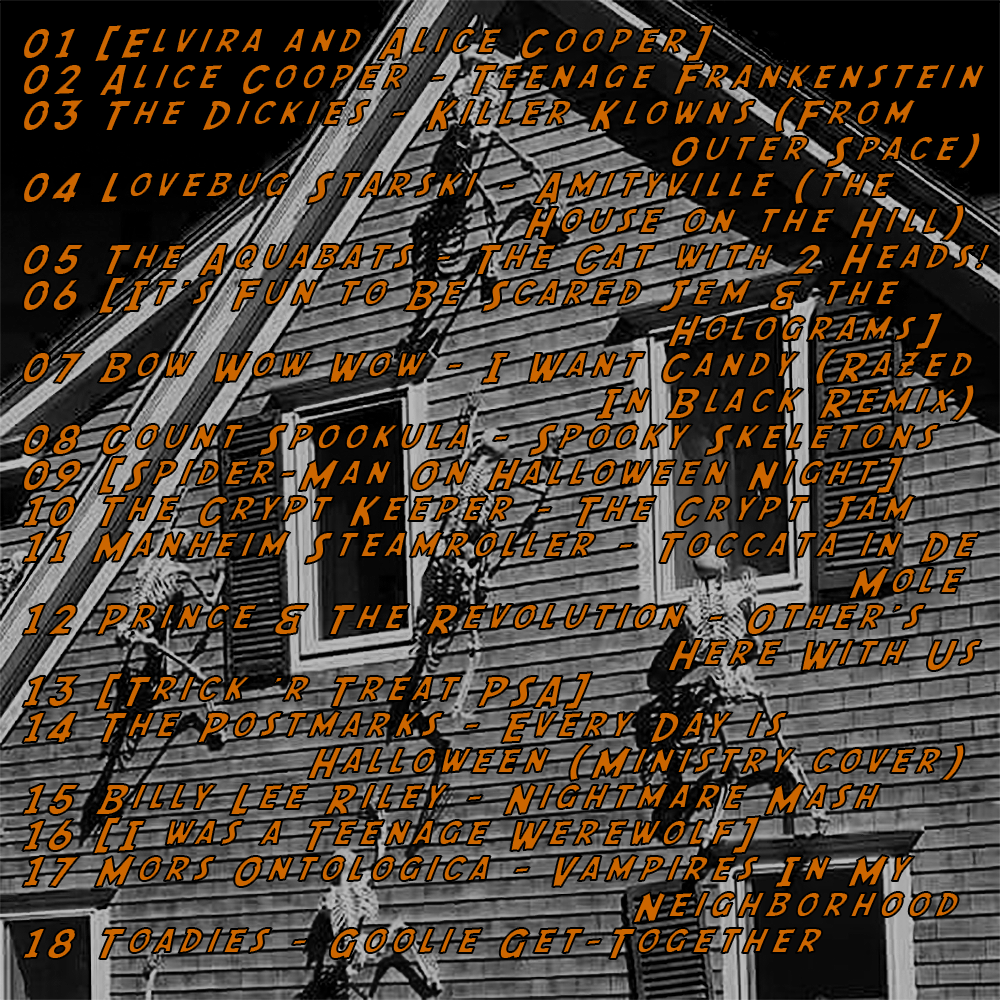 01 [Elvira and Alice Cooper]
02 Alice Cooper - Teenage Frankenstein
03 The Dickies - Killer Klowns (From
Outer Space)
04 Lovebug Starski - Amityville (the
House on the Hill)
05 The Aquabats - The Cat with 2 Heads!
06 [It's Fun to Be Scared Jem & the
Holograms]
07 Bow Wow Wow - I Want Candy (Razed
In Black Remix)
08 Count Spookula - Spooky Skeletons
09 [Spider-Man On Halloween Night]
10 The Crypt Keeper - The Crypt Jam
11 Manheim Steamroller - Toccata in De
Mole
12 Prince & The Revolution - Other's
Here With Us
13 [Trick 'r Treat PSA]
14 The Postmarks - Every Day is
Halloween (Ministry cover)
15 Billy Lee Riley - Nightmare Mash
16 [I was a Teenage Werewolf]
17 Mors Ontologica - Vampires In My
Neighborhood
18 Toadies - Goolie Get-Together